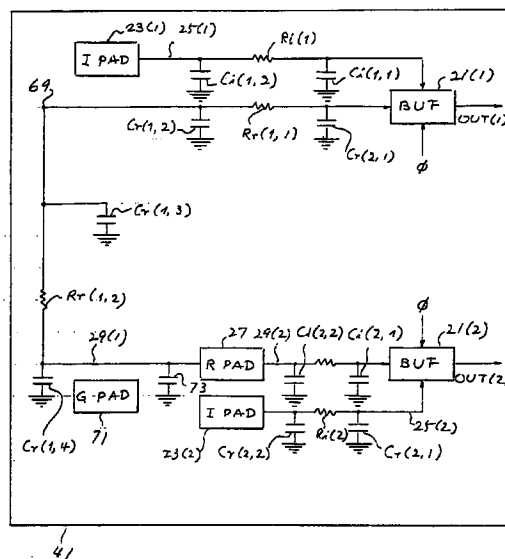 23(1)
25(1)
Ri(1)
I PAD
Ci(1,2)
Ci(1,1)
21(1)
69
BUF
OUT(1)
Cr(1,2)
Rr(1,1)
Cr(2,1)
Ø
Cr(1,3)
Rr(1,2)
Ø
29(1)
27
29(2)
Ci(2,2)
Ci(2,1)
21(2)
R PAD
BUF
OUT(2)
73
G-PAD
I PAD
71
Ri(2)
25(2)
Cr(1,4)
23(2)
Cr(2,2)
Cr(2,1)
41